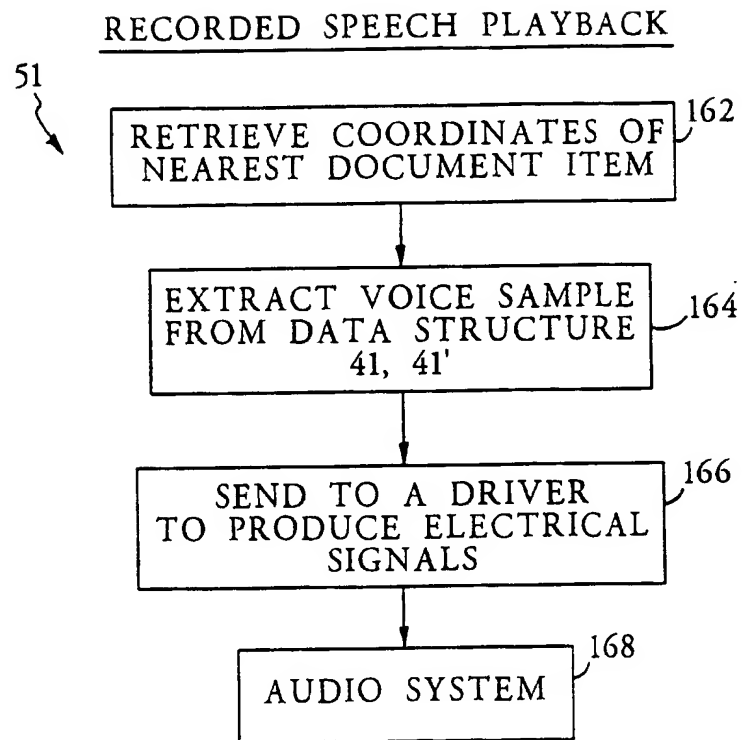 RECORDED SPEECH PLAYBACK
51
RETRIEVE COORDINATES OF
NEAREST DOCUMENT ITEM
162
EXTRACT VOICE SAMPLE
FROM DATA STRUCTURE
41, 41'
164
SEND TO A DRIVER
TO PRODUCE ELECTRICAL
SIGNALS
166
AUDIO SYSTEM
168